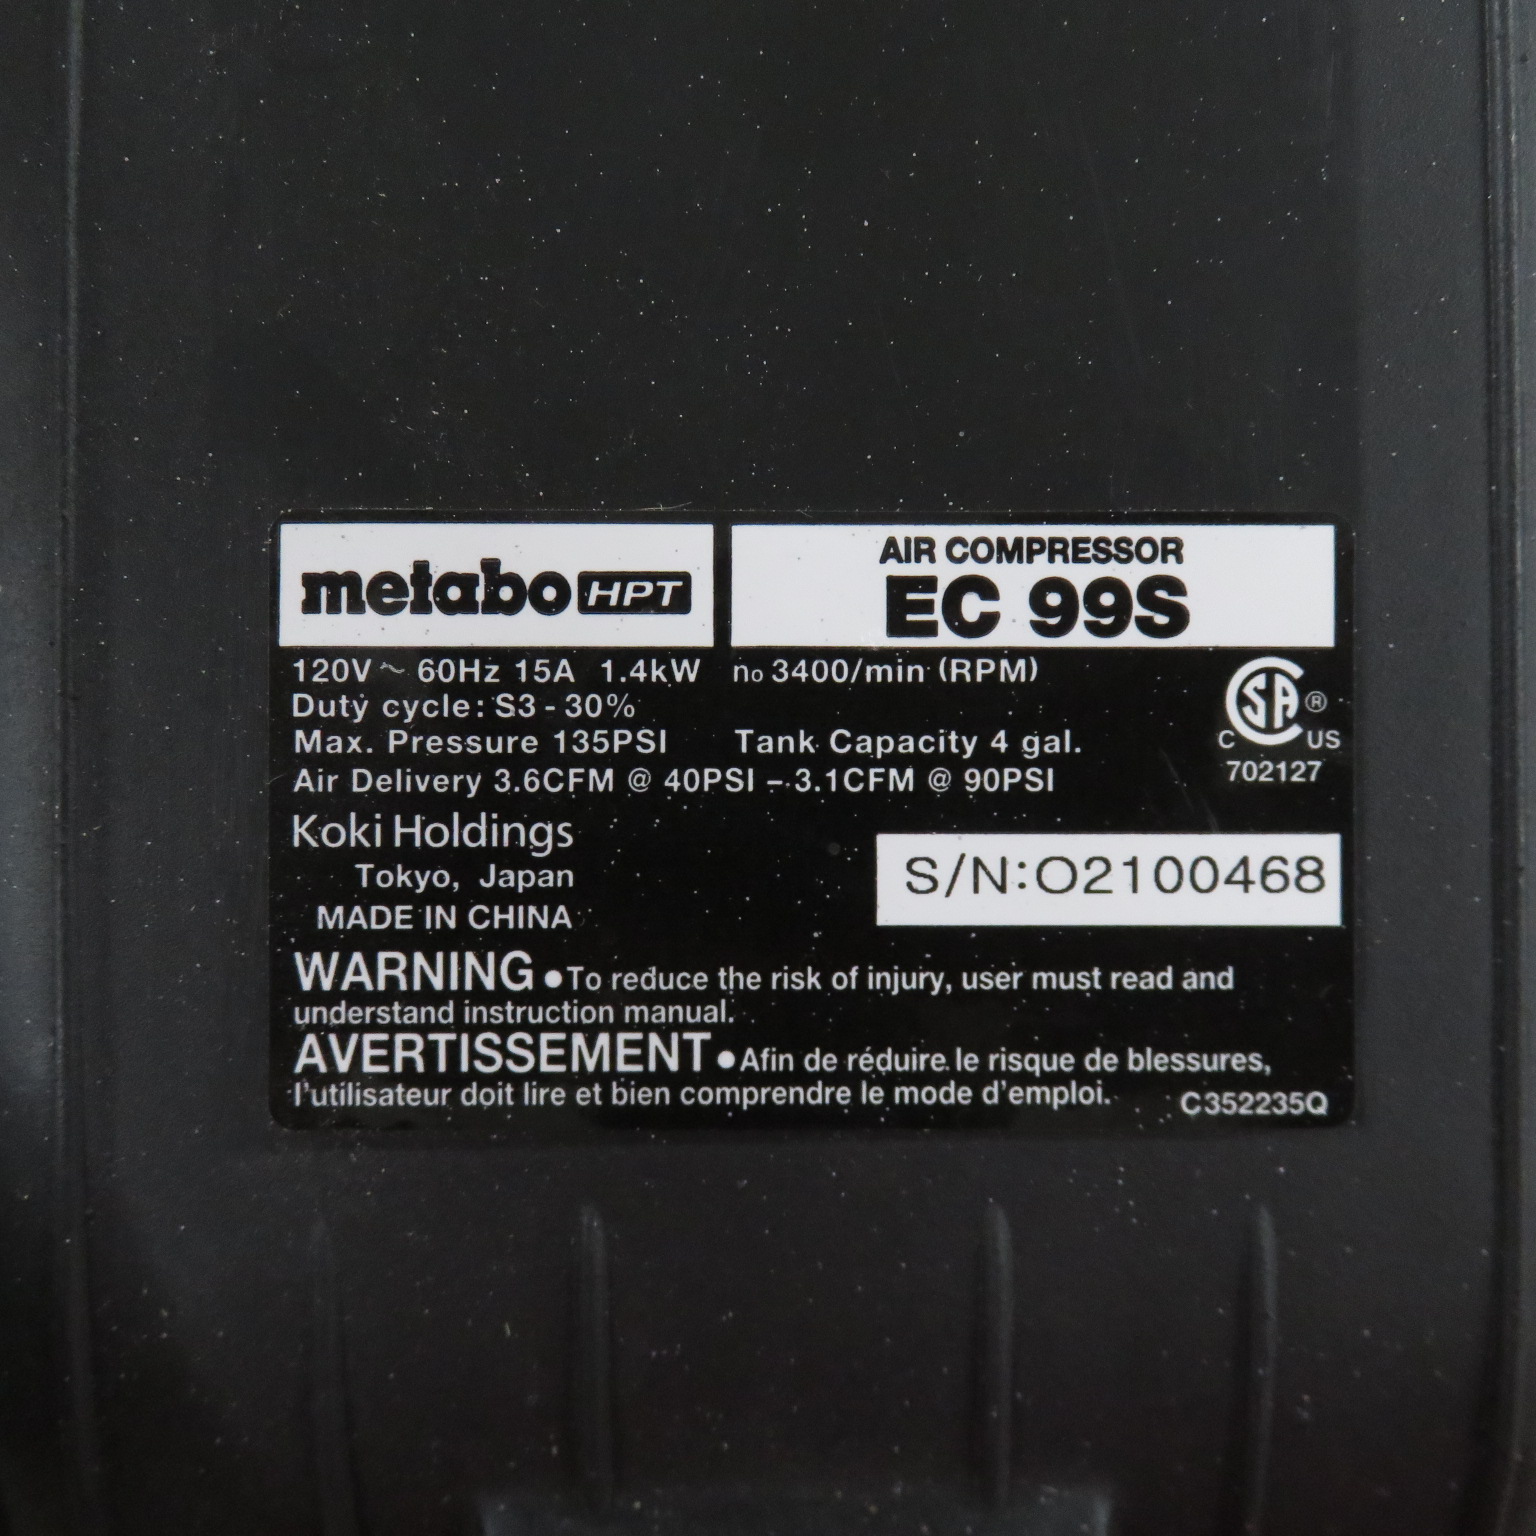 metabo HPT
AIR COMPRESSOR
EC 99S
120V ~ 60Hz 15A 1.4kW no 3400/min (RPM)
Duty cycle: S3 - 30%
Max. Pressure 135PSI Tank Capacity 4 gal.
Air Delivery 3.6CFM @ 40PSI – 3.1CFM @ 90PSI
SA ®
C US
702127
Koki Holdings
Tokyo, Japan
MADE IN CHINA
S/N:O2100468
WARNING ● To reduce the risk of injury, user must read and
understand instruction manual.
AVERTISSEMENT ● Afin de réduire le risque de blessures,
l'utilisateur doit lire et bien comprendre le mode d'emploi.
C352235Q